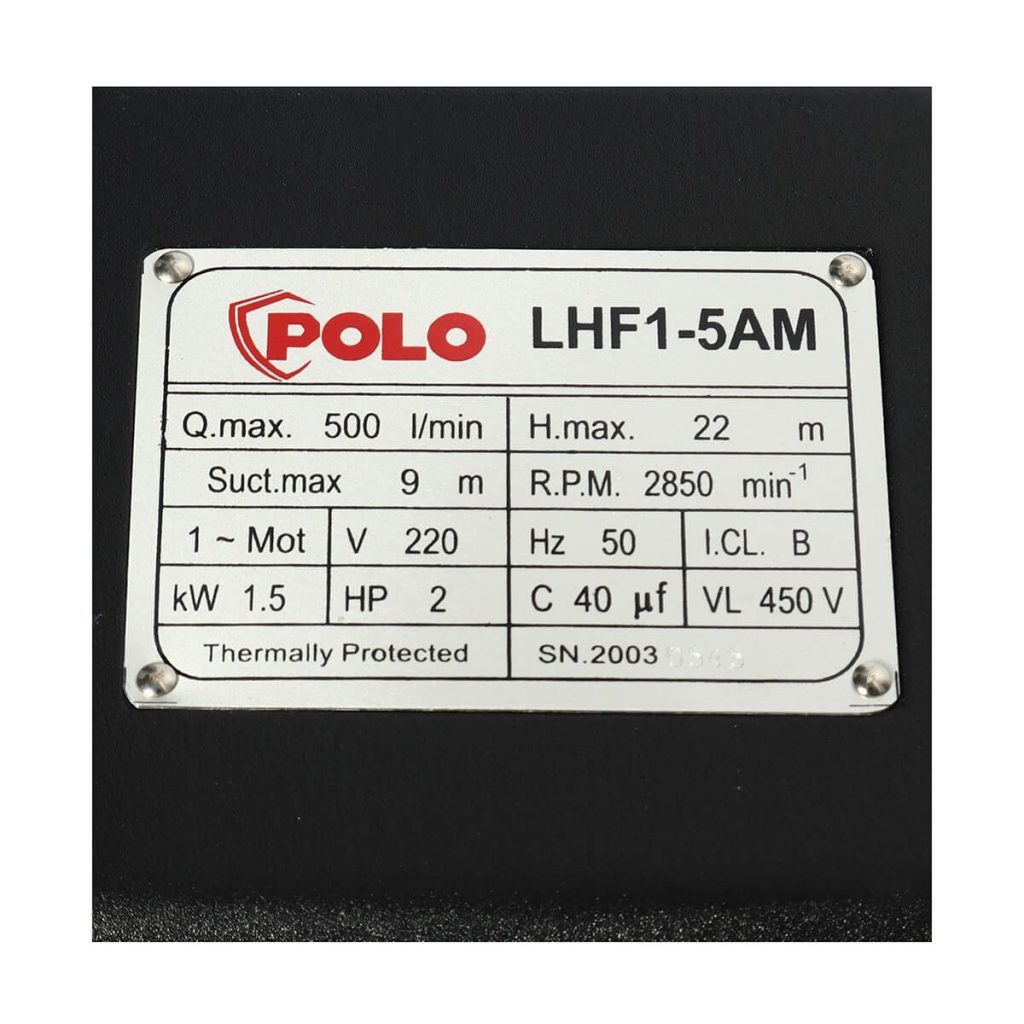 POLO LHF1-5AM
Q.max. 500 l/min H.max. 22 m
Suct.max 9 m R.P.M. 2850 min⁻¹
1 ~ Mot V 220 Hz 50 I.CL. B
kW 1.5 HP 2 C 40 µf VL 450 V
Thermally Protected SN.2003